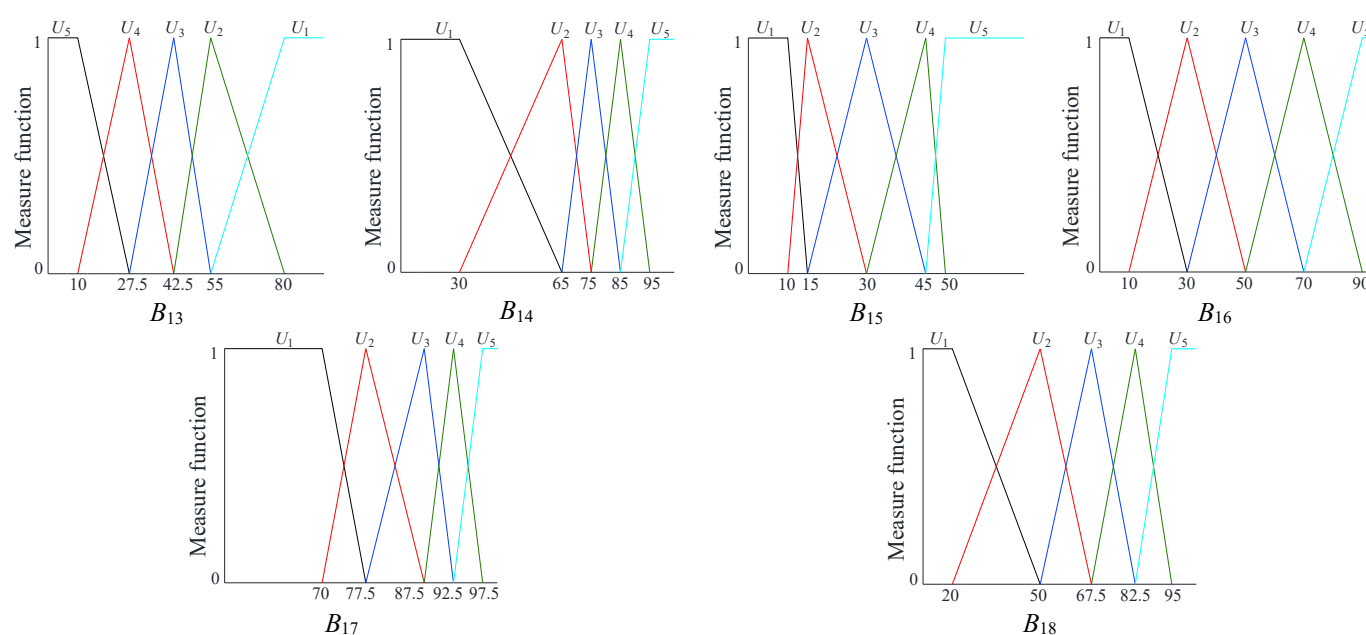 U5 U4 U3 U2 U1
1
Measure function
0
10 27.5 42.5 55 80
B13
U1 U2 U3 U4 U5
1
Measure function
0
30 65 75 85 95
B14
U1 U2 U3 U4 U5
1
Measure function
0
10 15 30 45 50
B15
U1 U2 U3 U4
1
Measure function
0
10 30 50 70 90
B16
U1 U2 U3 U4 U5
1
Measure function
0
70 77.5 87.5 92.5 97.5
B17
U1 U2 U3 U4 U5
1
Measure function
0
20 50 67.5 82.5 95
B18